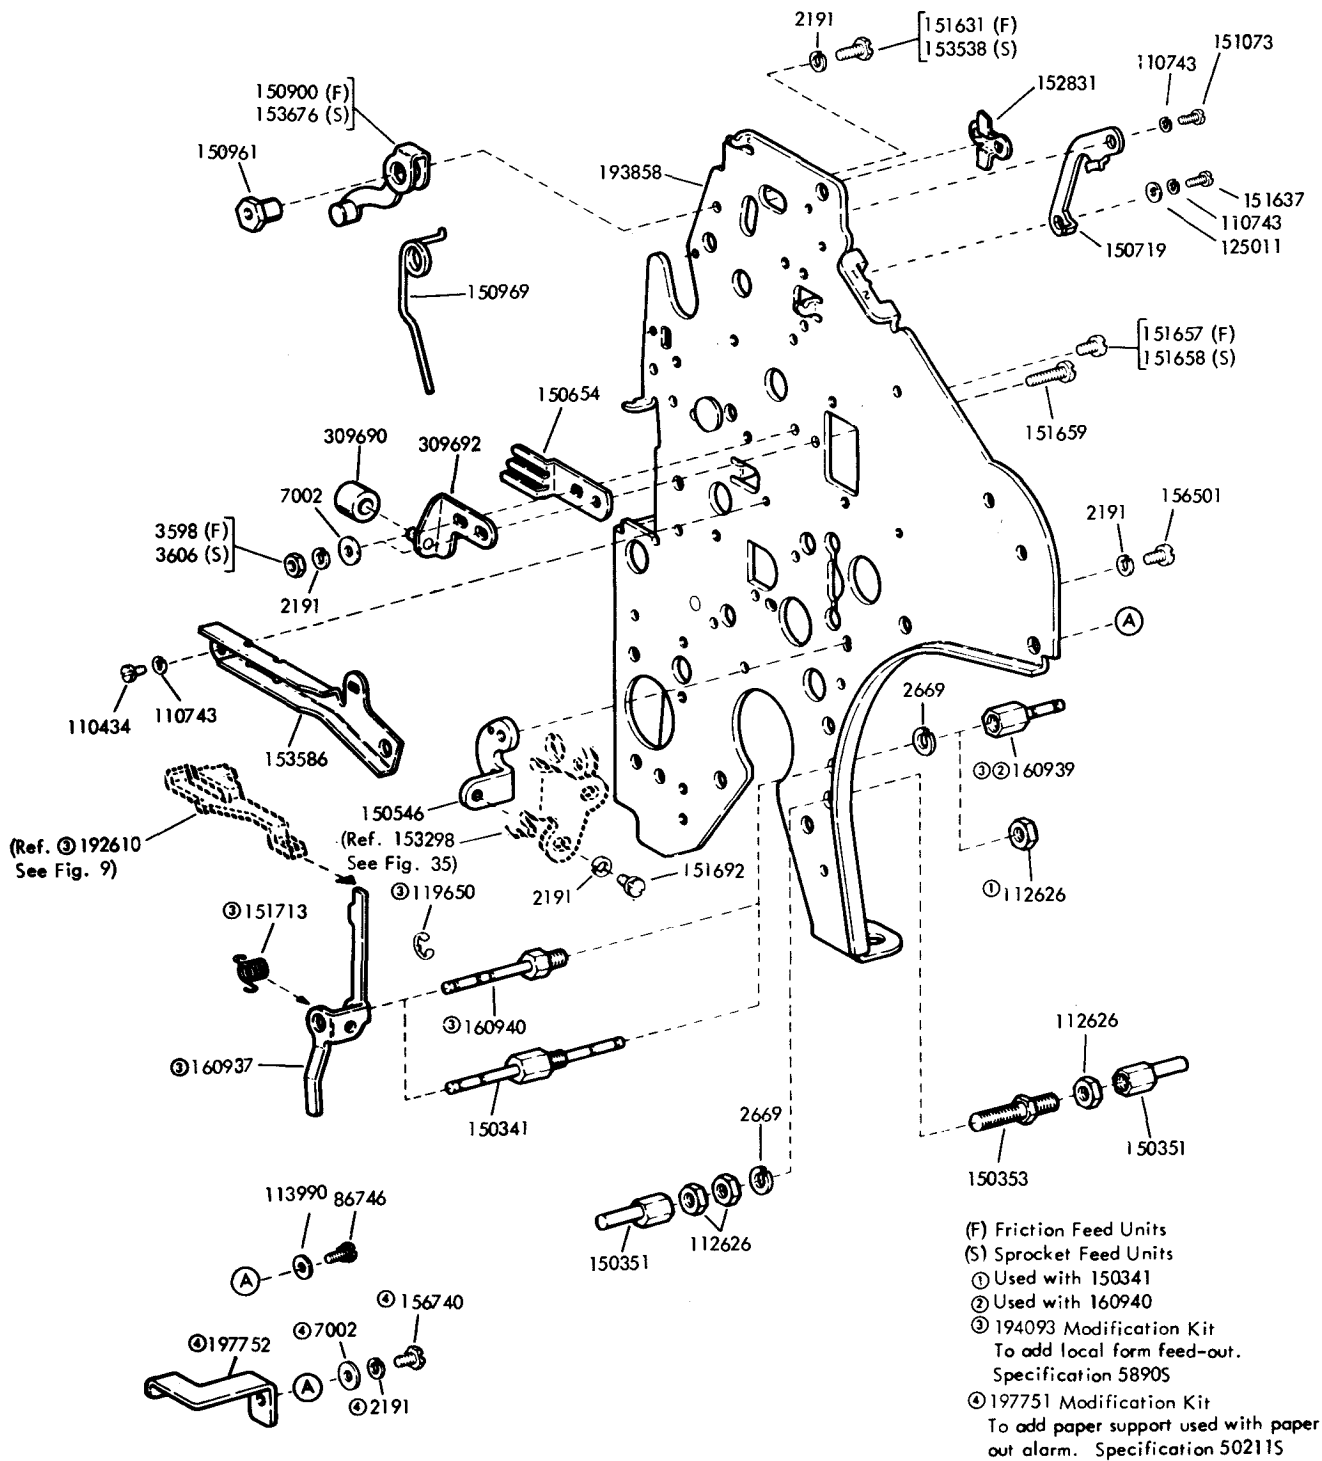 2191
151631 (F)
153538 (S)
151073
110743
152831
150900 (F)
153676 (S)
150961
193858
151637
110743
125011
150719
1 2
150969
151657 (F)
151658 (S)
150654
151659
309690
309692
7002
156501
2191
3598 (F)
3606 (S)
2191
A
110434
110743
153586
2669
③②160939
150546
(Ref. ③192610
See Fig. 9)
(Ref. 153298
See Fig. 35)
151692
2191
①112626
③119650
③151713
③160940
112626
③160937
150341
2669
150351
150353
113990 86746
150351
112626
A
④156740
④7002
④197752
A
④2191
(F) Friction Feed Units
(S) Sprocket Feed Units
① Used with 150341
② Used with 160940
③ 194093 Modification Kit
To add local form feed-out.
Specification 5890S
④ 197751 Modification Kit
To add paper support used with paper
out alarm. Specification 50211S